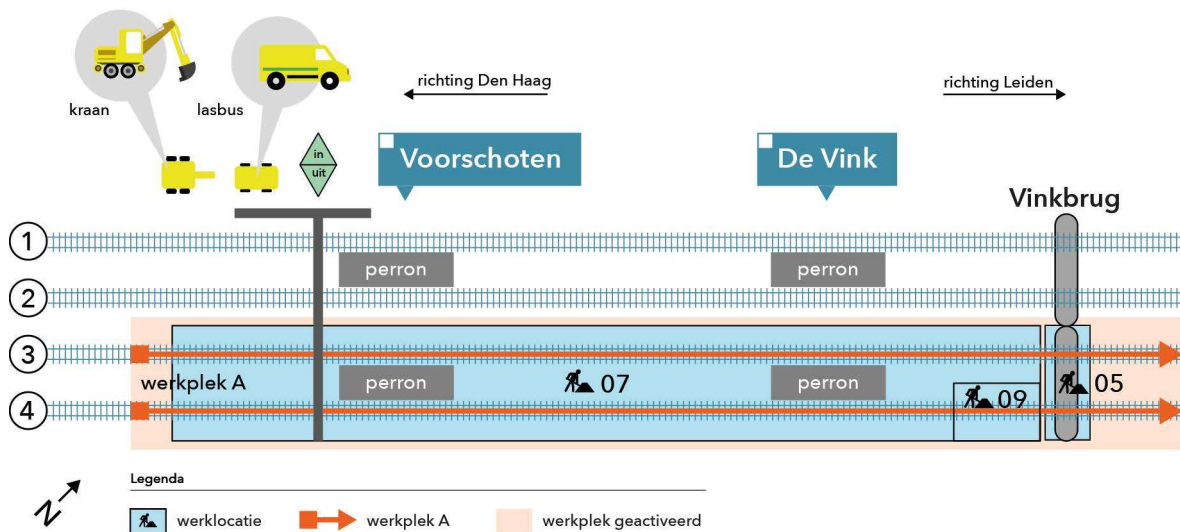 kraan
lasbus
richting Den Haag
richting Leiden
in
uit
Voorschoten
De Vink
Vinkbrug
1
perron
perron
2
3
werkplek A
perron
07
perron
05
09
4
Legenda
N
werklocatie
werkplek A
werkplek geactiveerd